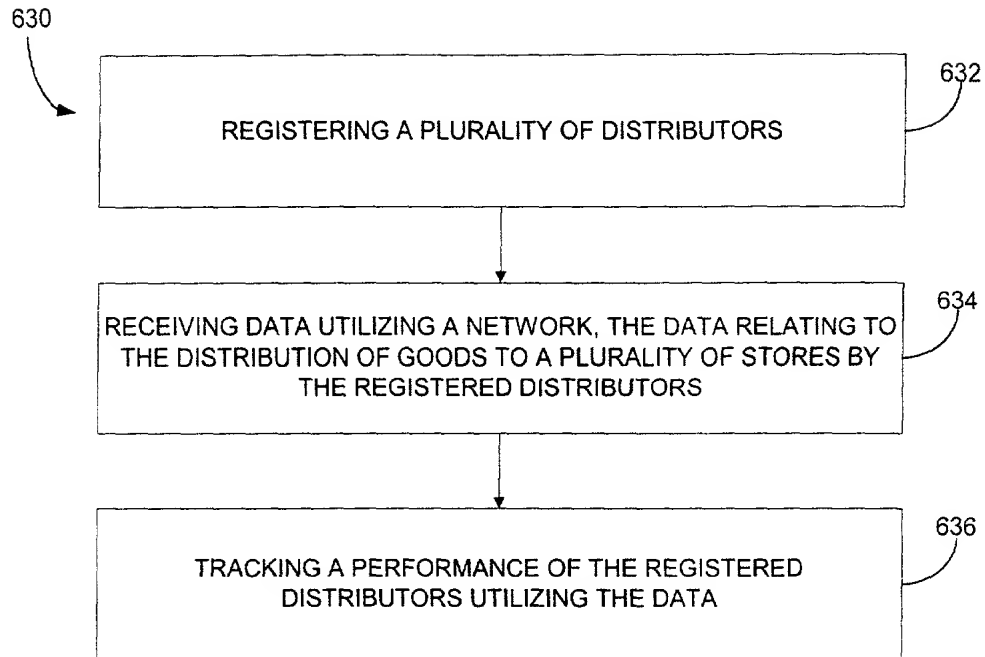 630
632
REGISTERING A PLURALITY OF DISTRIBUTORS
634
RECEIVING DATA UTILIZING A NETWORK, THE DATA RELATING TO
THE DISTRIBUTION OF GOODS TO A PLURALITY OF STORES BY
THE REGISTERED DISTRIBUTORS
636
TRACKING A PERFORMANCE OF THE REGISTERED
DISTRIBUTORS UTILIZING THE DATA